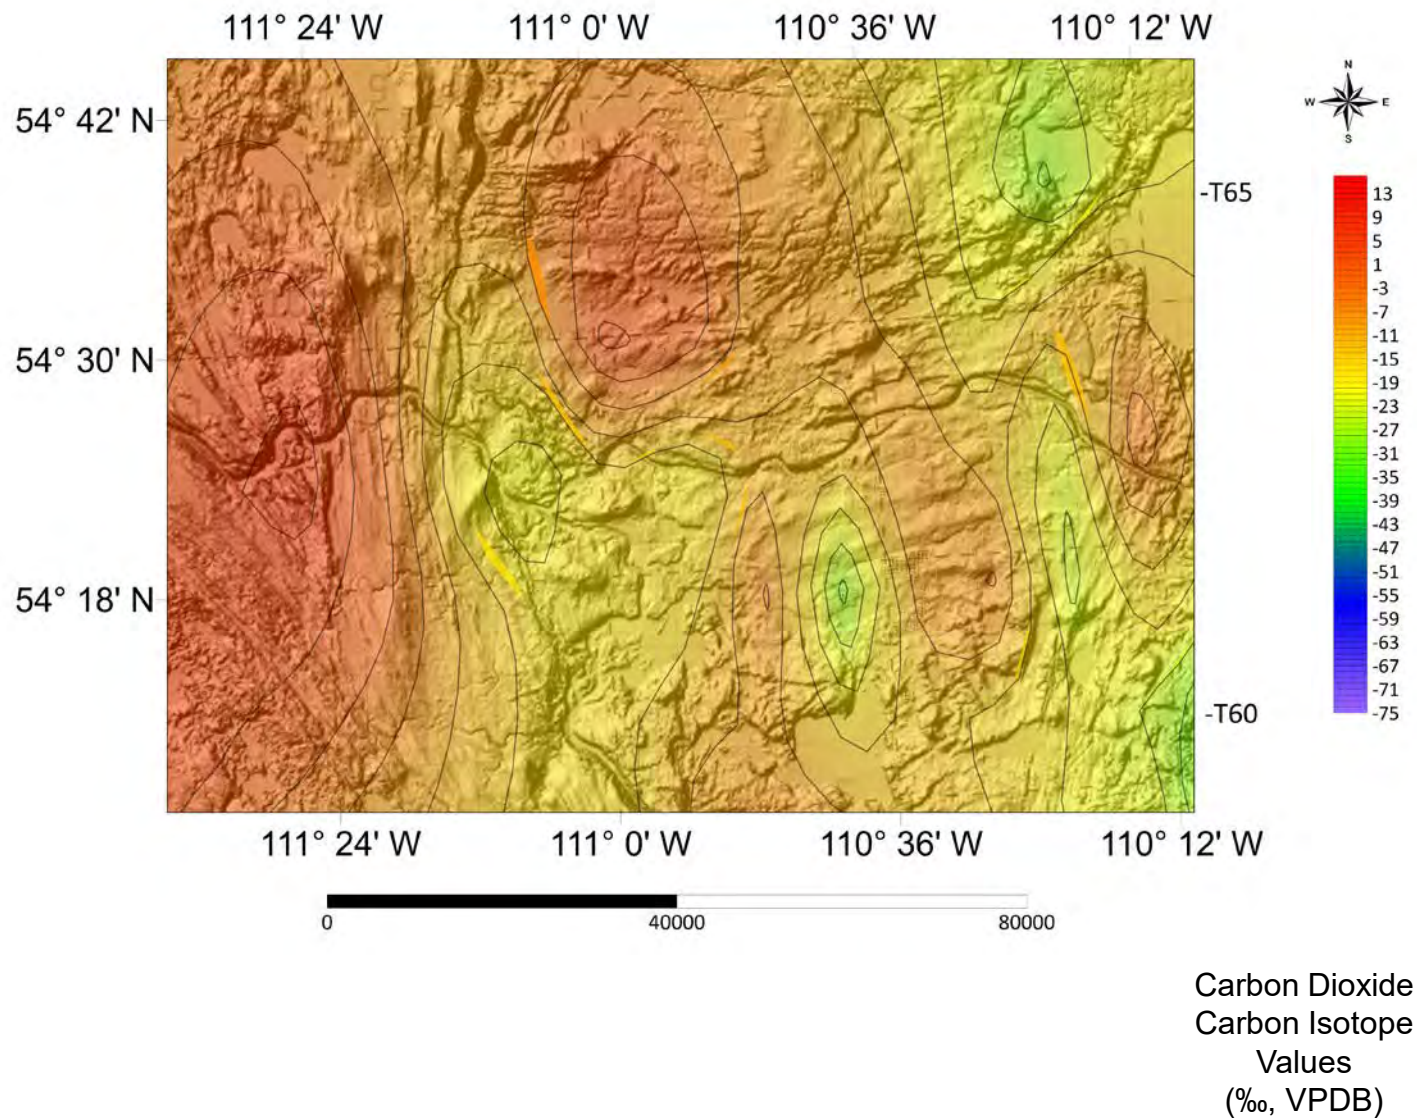 111° 24' W 111° 0' W 110° 36' W 110° 12' W
N
W E
S
54° 42' N
54° 30' N
54° 18' N
-T65
-T60
13
9
5
1
-3
-7
-11
-15
-19
-23
-27
-31
-35
-39
-43
-47
-51
-55
-59
-63
-67
-71
-75
111° 24' W 111° 0' W 110° 36' W 110° 12' W
0 40000 80000
Carbon Dioxide
Carbon Isotope
Values
(‰, VPDB)